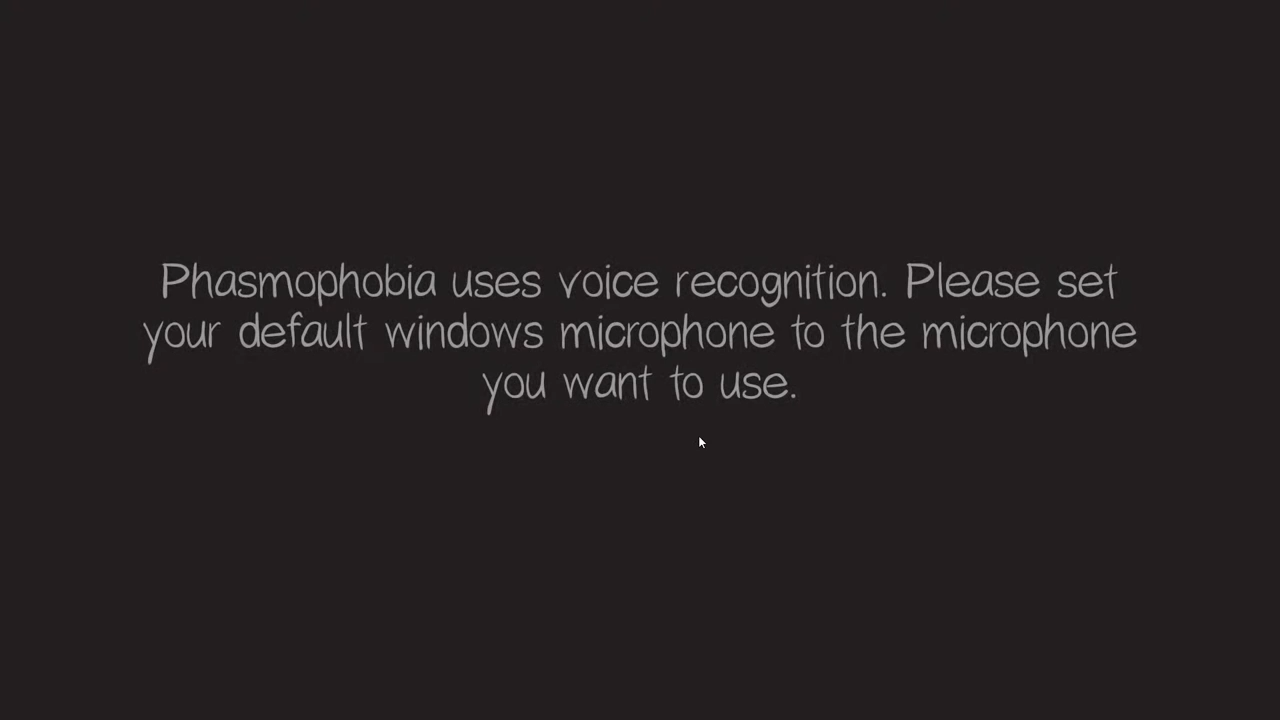 Phasmophobia uses voice recognition. Please set
your default windows microphone to the microphone
you want to use.